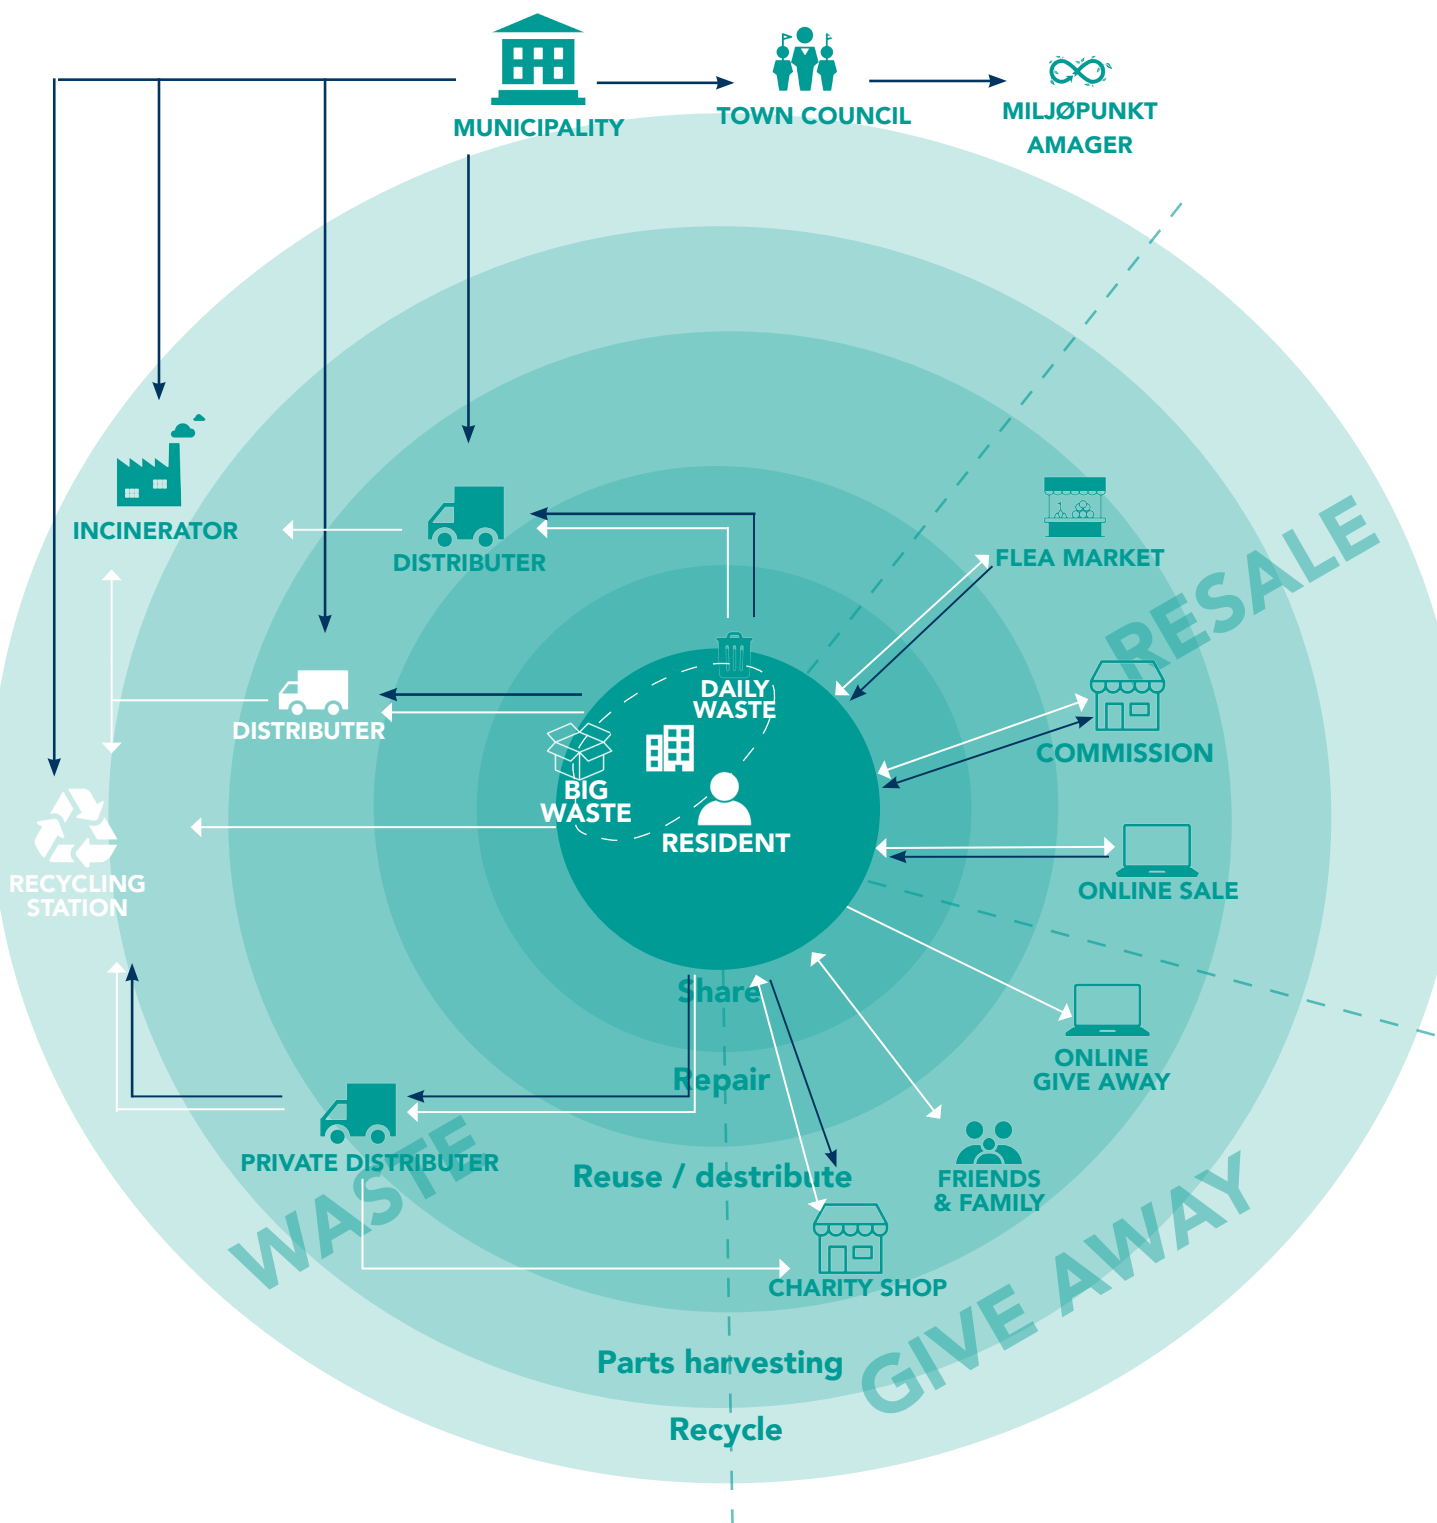 MUNICIPALITY
TOWN COUNCIL
MILJØPUNKT
AMAGER
INCINERATOR
DISTRIBUTER
FLEA MARKET
RESALE
DAILY
WASTE
DISTRIBUTER
COMMISSION
BIG
WASTE
RESIDENT
RECYCLING
STATION
ONLINE SALE
Share
ONLINE
GIVE AWAY
Repair
PRIVATE DISTRIBUTER
WASTE
Reuse / destribute
FRIENDS
& FAMILY
CHARITY SHOP
GIVE AWAY
Parts harvesting
Recycle